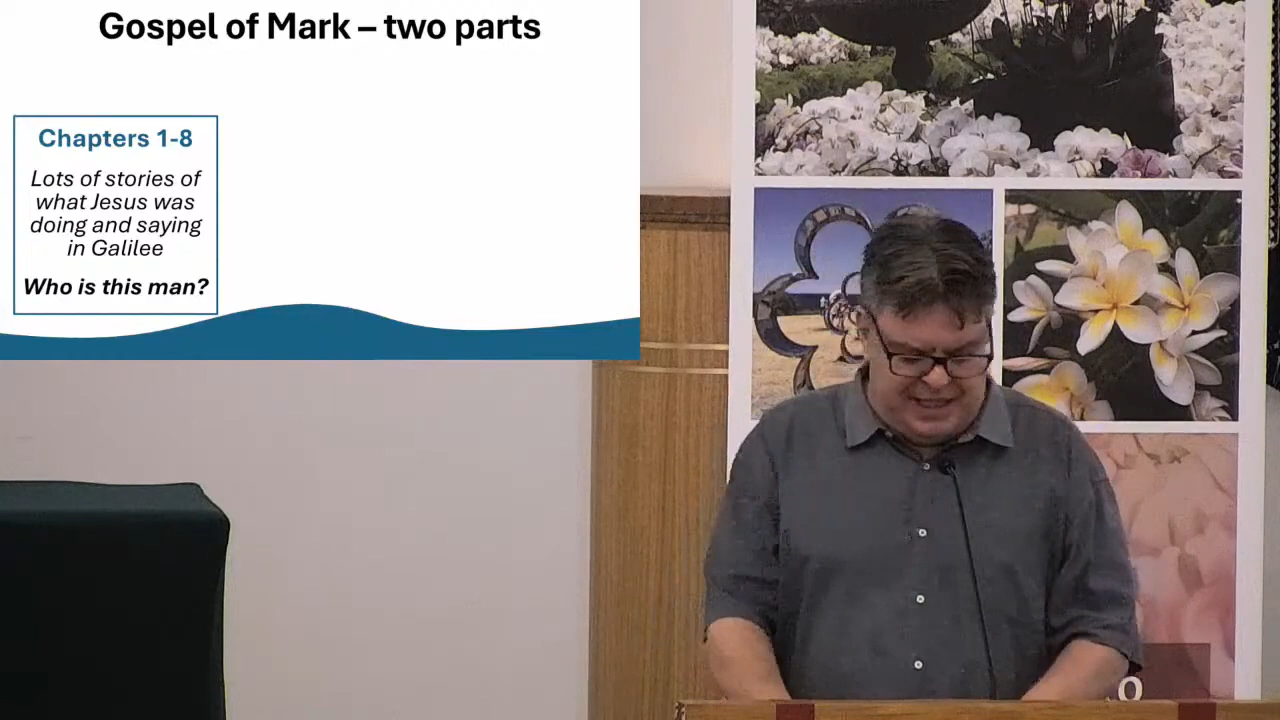 Gospel of Mark – two parts
Chapters 1-8
Lots of stories of
what Jesus was
doing and saying
in Galilee
Who is this man?